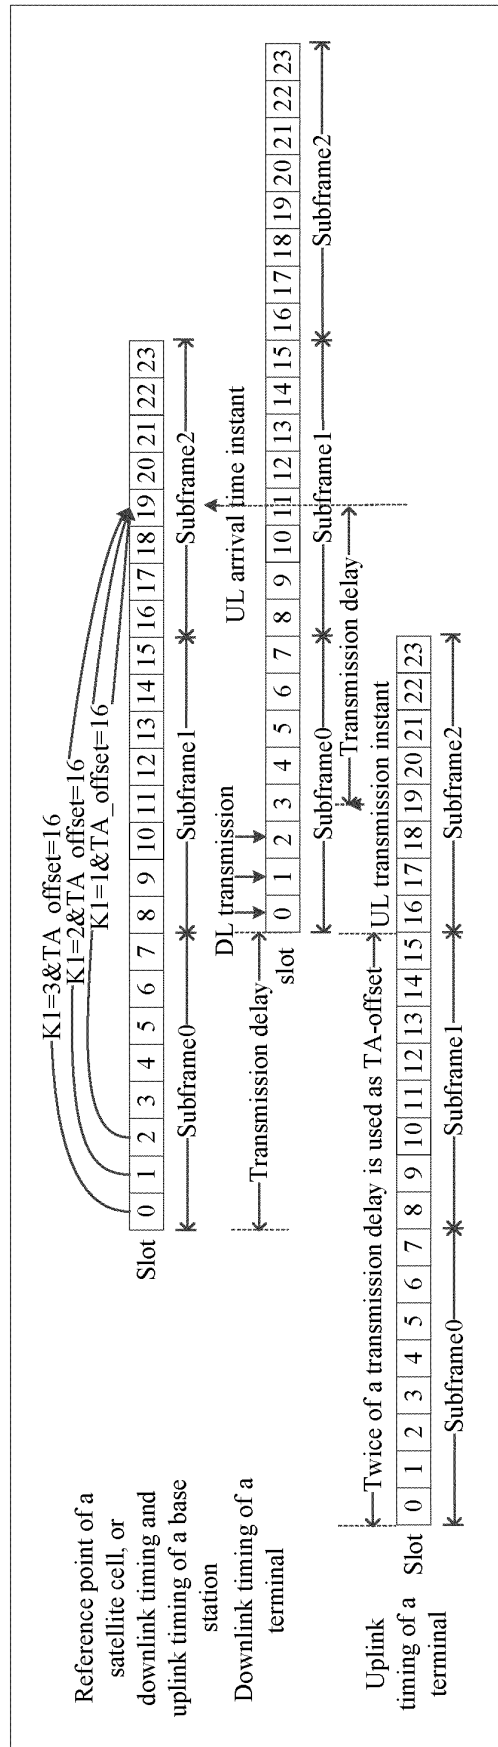 K1=3&TA_offset=16
K1=2&TA_offset=16
K1=1&TA_offset=16
Reference point of a
satellite cell, or
downlink timing and
uplink timing of a base
station
Slot 0 1 2 3 4 5 6 7 8 9 10 11 12 13 14 15 16 17 18 19 20 21 22 23
Subframe0 Subframe1 Subframe2
DL transmission
UL arrival time instant
Transmission delay
Downlink timing of a
terminal
slot 0 1 2 3 4 5 6 7 8 9 10 11 12 13 14 15 16 17 18 19 20 21 22 23
Subframe0 Subframe1 Subframe2
Transmission delay
Twice of a transmission delay is used as TA-offset
UL transmission instant
Uplink
timing of a
terminal
Slot 0 1 2 3 4 5 6 7 8 9 10 11 12 13 14 15 16 17 18 19 20 21 22 23
Subframe0 Subframe1 Subframe2